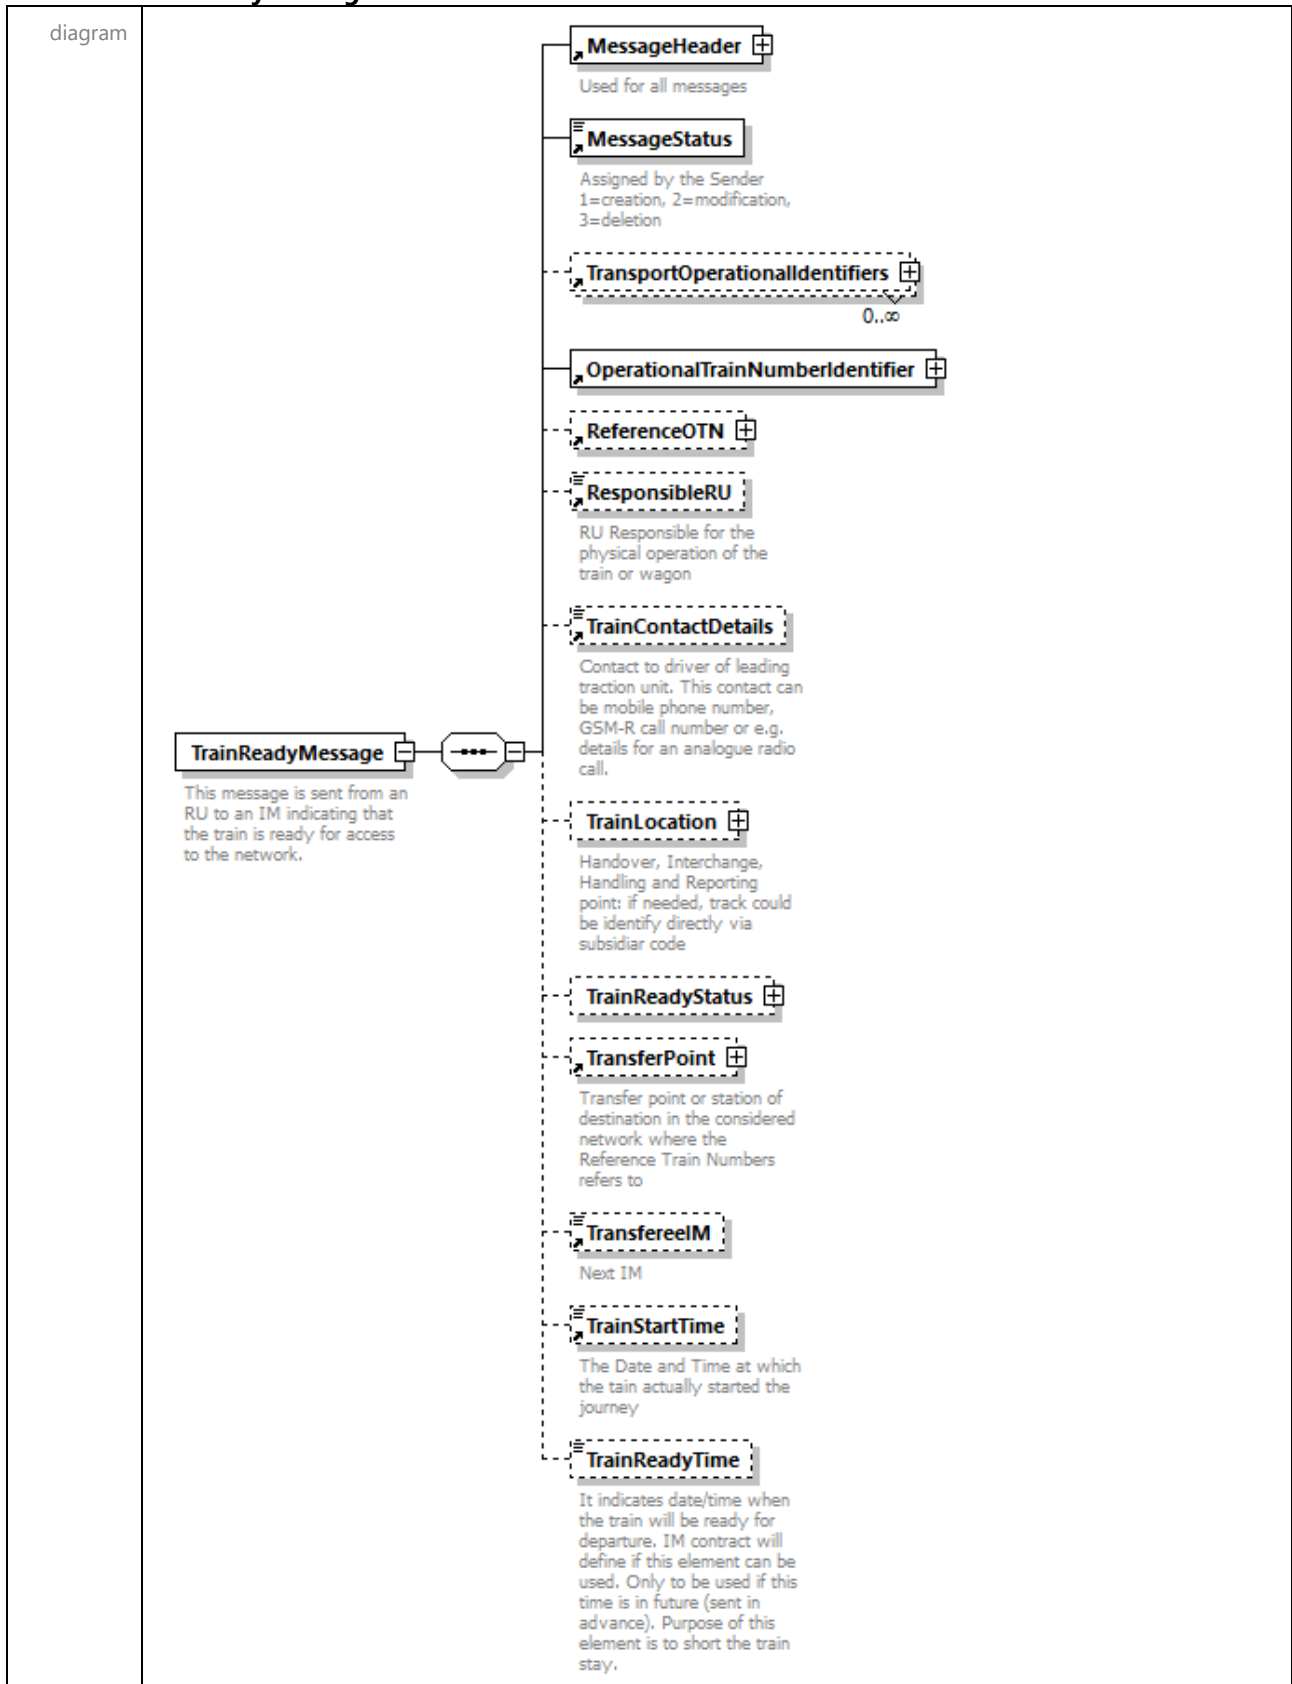 diagram
MessageHeader
Used for all messages
MessageStatus
Assigned by the Sender
1=creation, 2=modification,
3=deletion
TransportOperationalIdentifiers
0..∞
OperationalTrainNumberIdentifier
ReferenceOTN
ResponsibleRU
RU Responsible for the
physical operation of the
train or wagon
TrainContactDetails
Contact to driver of leading
traction unit. This contact can
be mobile phone number,
GSM-R call number or e.g.
details for an analogue radio
call.
TrainReadyMessage
This message is sent from an
RU to an IM indicating that
the train is ready for access
to the network.
TrainLocation
Handover, Interchange,
Handling and Reporting
point: if needed, track could
be identify directly via
subsidiar code
TrainReadyStatus
TransferPoint
Transfer point or station of
destination in the considered
network where the
Reference Train Numbers
refers to
TransfereeIM
Next IM
TrainStartTime
The Date and Time at which
the tain actually started the
journey
TrainReadyTime
It indicates date/time when
the train will be ready for
departure. IM contract will
define if this element can be
used. Only to be used if this
time is in future (sent in
advance). Purpose of this
element is to short the train
stay.